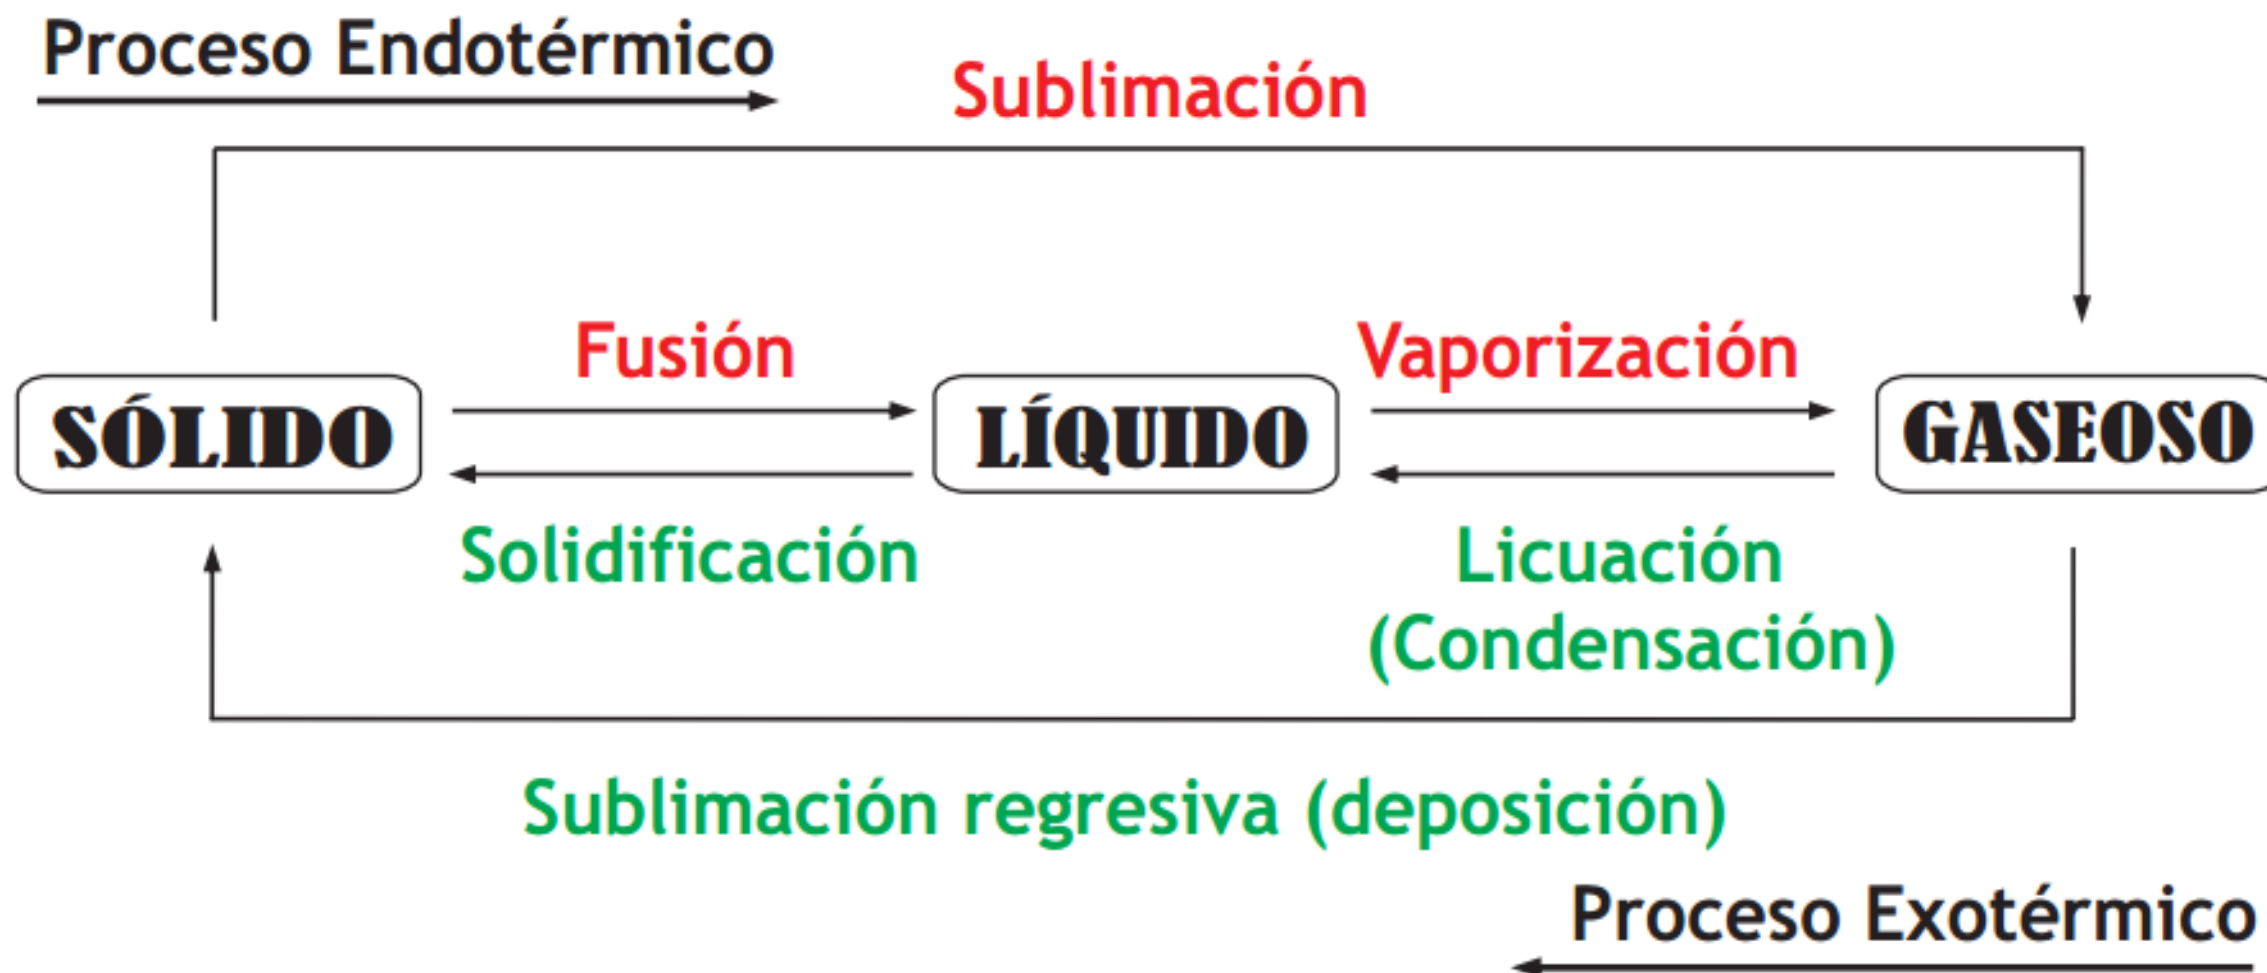 Proceso Endotérmico
Sublimación
Fusión
Vaporización
SÓLIDO
LÍQUIDO
GASEOSO
Solidificación
Licuación
(Condensación)
Sublimación regresiva (deposición)
Proceso Exotérmico